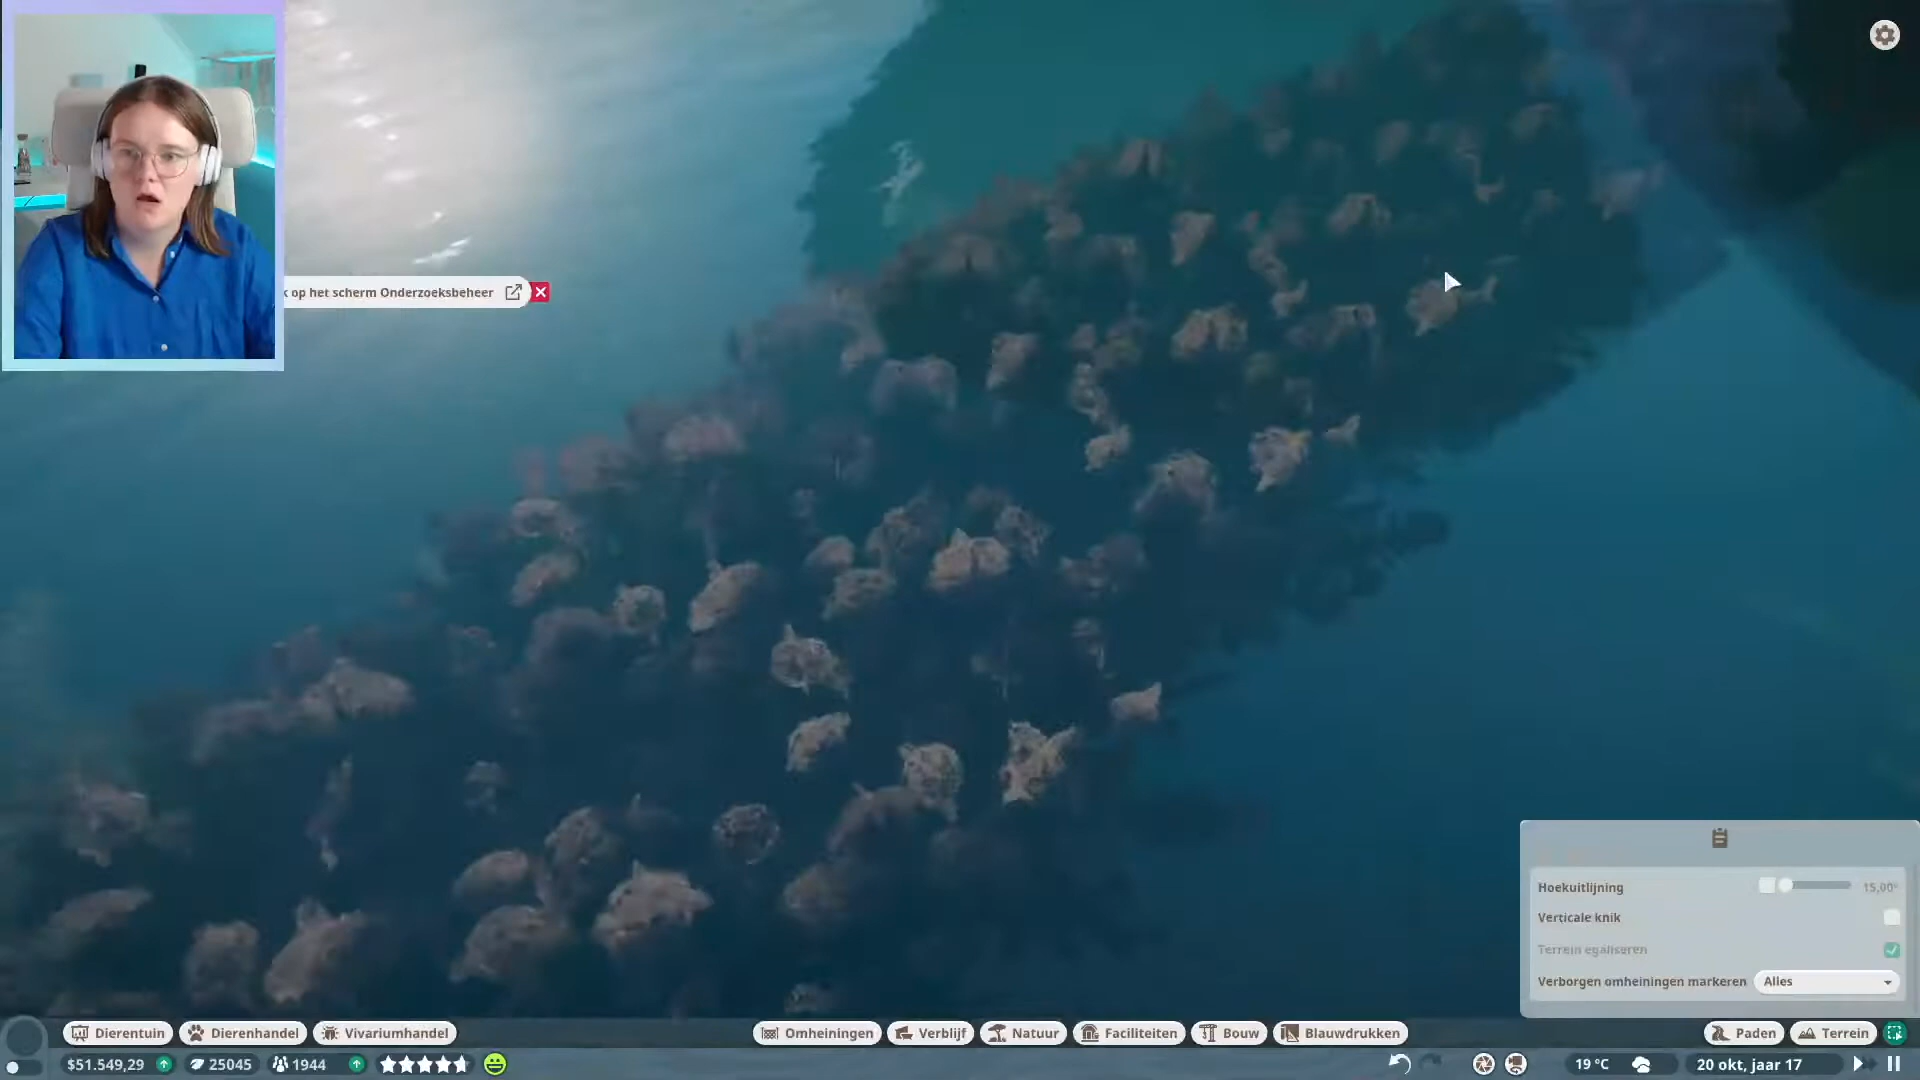 k op het scherm Onderzoeksbeheer
Hoekuitlijning 15,00°
Verticale knik
Terrein egaliseren
Verborgen omheiningen markeren Alles
Dierentuin Dierenhandel Vivariumhandel Omheiningen Verblijf Natuur Faciliteiten Bouw Blauwdrukken Paden Terrein
$51.549,29 25045 1944 19 °C 20 okt, jaar 17